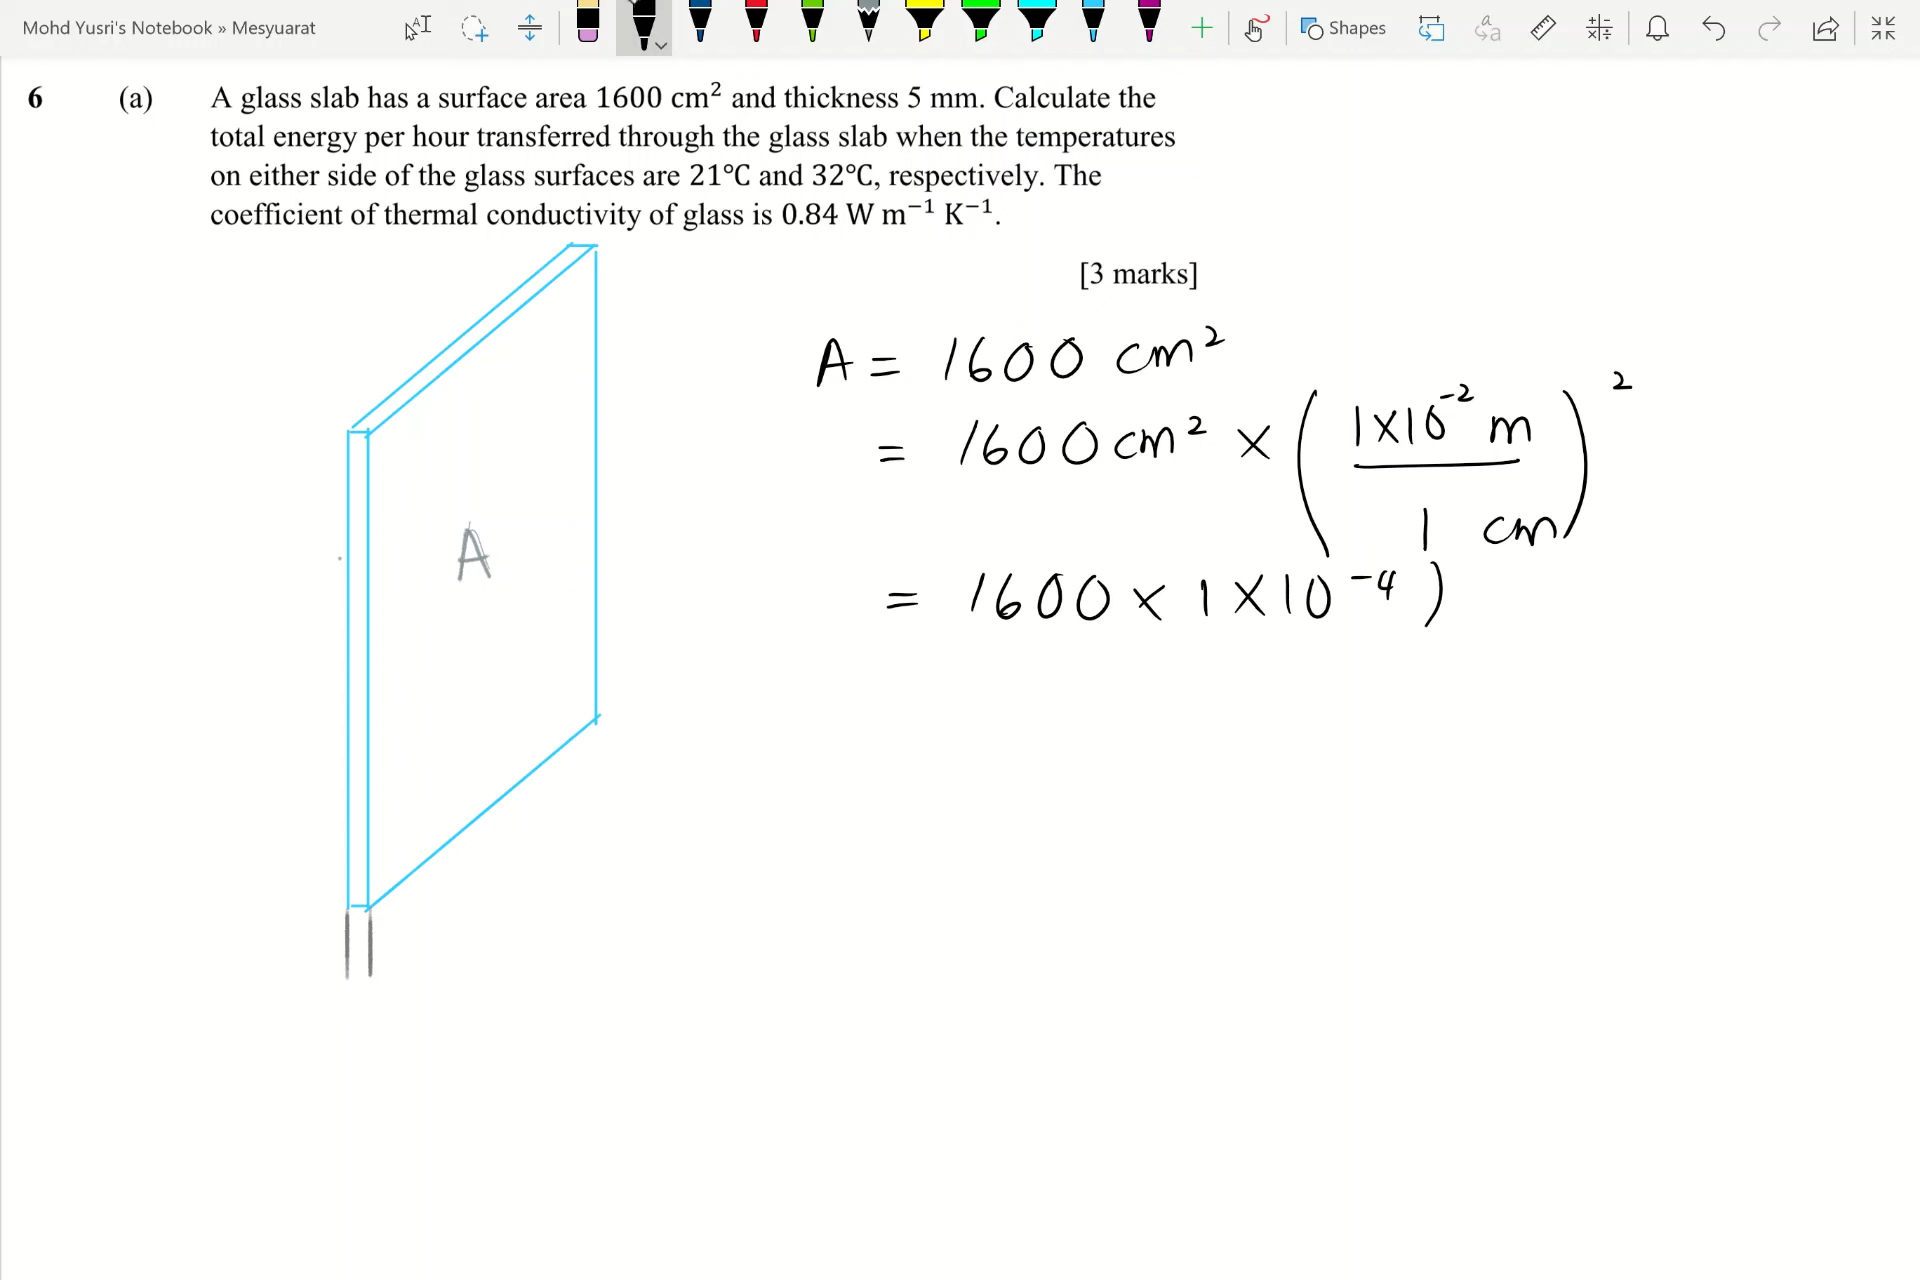 Mohd Yusri's Notebook » Mesyuarat
Shapes
6 (a) A glass slab has a surface area 1600 cm² and thickness 5 mm. Calculate the
total energy per hour transferred through the glass slab when the temperatures
on either side of the glass surfaces are 21°C and 32°C, respectively. The
coefficient of thermal conductivity of glass is 0.84 W m⁻¹ K⁻¹.
[3 marks]
A = 1600 cm²
= 1600 cm² × (1×10⁻² m / 1 cm)²
= 1600 × 1 × 10⁻⁴ )
A